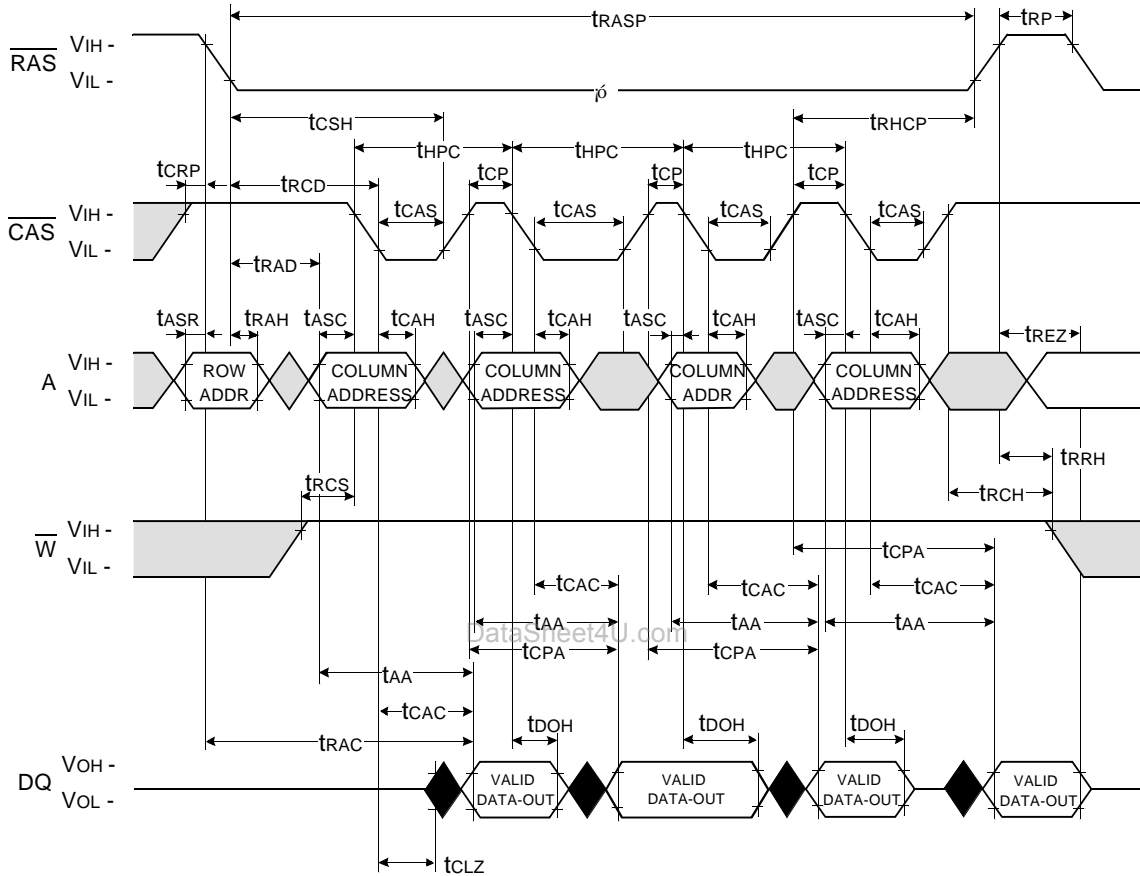 tRASP
tRP
RAS
VIH -
VIL -
tCSH
tRHCP
tHPC
tHPC
tHPC
tCRP
tRCD
tCP
tCP
tCP
CAS
VIH -
VIL -
tCAS
tCAS
tCAS
tCAS
tRAD
tASR
tRAH
tASC
tCAH
tASC
tCAH
tASC
tCAH
tASC
tCAH
tREZ
A
VIH -
VIL -
ROW
ADDR
COLUMN
ADDRESS
COLUMN
ADDRESS
COLUMN
ADDR
COLUMN
ADDRESS
tRRH
tRCS
tRCH
W
VIH -
VIL -
tCPA
tCAC
tCAC
tCAC
tAA
tAA
tAA
DataSheet4U.com
tCPA
tCPA
tAA
tCAC
tRAC
tDOH
tDOH
tDOH
DQ
VOH -
VOL -
VALID
DATA-OUT
VALID
DATA-OUT
VALID
DATA-OUT
VALID
DATA-OUT
tCLZ